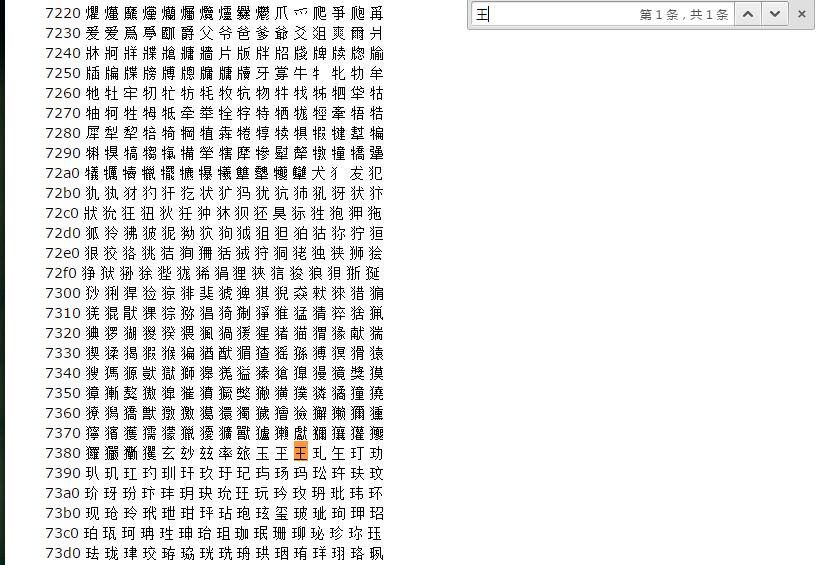 7220 爠 爡 爢 爣 爤 爥 爦 爧 爨 爩 爪 爫 爬 爭 爮 爯
7230 爰 爱 爲 爳 爴 爵 父 爷 爸 爹 爺 爻 爼 爽 爾 爿
7240 牀 牁 牂 牃 牄 牅 牆 片 版 牉 牊 牋 牌 牍 牎 牏
7250 牐 牑 牒 牓 牔 牕 牖 牗 牘 牙 牚 牛 牜 牝 牞 牟
7260 牠 牡 牢 牣 牤 牥 牦 牧 牨 物 牪 牫 牬 牭 牮 牯
7270 牰 牱 牲 牳 牴 牵 牶 牷 牸 特 牺 牻 牼 牽 牾 牿
7280 犀 犁 犂 犃 犄 犅 犆 犇 犈 犉 犊 犋 犌 犍 犎 犏
7290 犐 犑 犒 犓 犔 犕 犖 犗 犘 犙 犚 犛 犜 犝 犞 犟
72a0 犠 犡 犢 犣 犤 犥 犦 犧 犨 犩 犪 犫 犬 犭 犮 犯
72b0 犰 犱 犲 犳 犴 犵 状 犷 犸 犹 犺 犻 犼 犽 犾 犿
72c0 狀 狁 狂 狃 狄 狅 狆 狇 狈 狉 狊 狋 狌 狍 狎 狏
72d0 狐 狑 狒 狓 狔 狕 狖 狗 狘 狙 狚 狛 狜 狝 狞 狟
72e0 狠 狡 狢 狣 狤 狥 狦 狧 狨 狩 狪 狫 独 狭 狮 狯
72f0 狰 狱 狲 狳 狴 狵 狶 狷 狸 狹 狺 狻 狼 狽 狾 狿
7300 猀 猁 猂 猃 猄 猅 猆 猇 猈 猉 猊 猋 猌 猍 猎 猏
7310 猐 猑 猒 猓 猔 猕 猖 猗 猘 猙 猚 猛 猜 猝 猞 猟
7320 猠 猡 猢 猣 猤 猥 猦 猧 猨 猩 猪 猫 猬 猭 献 猯
7330 猰 猱 猲 猳 猴 猵 猶 猷 猸 猹 猺 猻 猼 猽 猾 猿
7340 獀 獁 獂 獃 獄 獅 獆 獇 獈 獉 獊 獋 獌 獍 獎 獏
7350 獐 獑 獒 獓 獔 獕 獖 獗 獘 獙 獚 獛 獜 獝 獞 獟
7360 獠 獡 獢 獣 獤 獥 獦 獧 獨 獩 獪 獫 獬 獭 獮 獯
7370 獰 獱 獲 獳 獴 獵 獶 獷 獸 獹 獺 獻 獼 獽 獾 獿
7380 玀 玁 玂 玃 玄 玅 玆 率 玈 玉 玊 王 玌 玍 玎 玏
7390 玐 玑 玒 玓 玔 玕 玖 玗 玘 玙 玚 玛 玜 玝 玞 玟
73a0 玠 玡 玢 玣 玤 玥 玦 玧 玨 玩 玪 玫 玬 玭 玮 环
73b0 现 玱 玲 玳 玴 玵 玶 玷 玸 玹 玺 玻 玼 玽 玾 玿
73c0 珀 珁 珂 珃 珄 珅 珆 珇 珈 珉 珊 珋 珌 珍 珎 珏
73d0 珐 珑 珒 珓 珔 珕 珖 珗 珘 珙 珚 珛 珜 珝 珞 珟
王 第 1 条 , 共 1 条